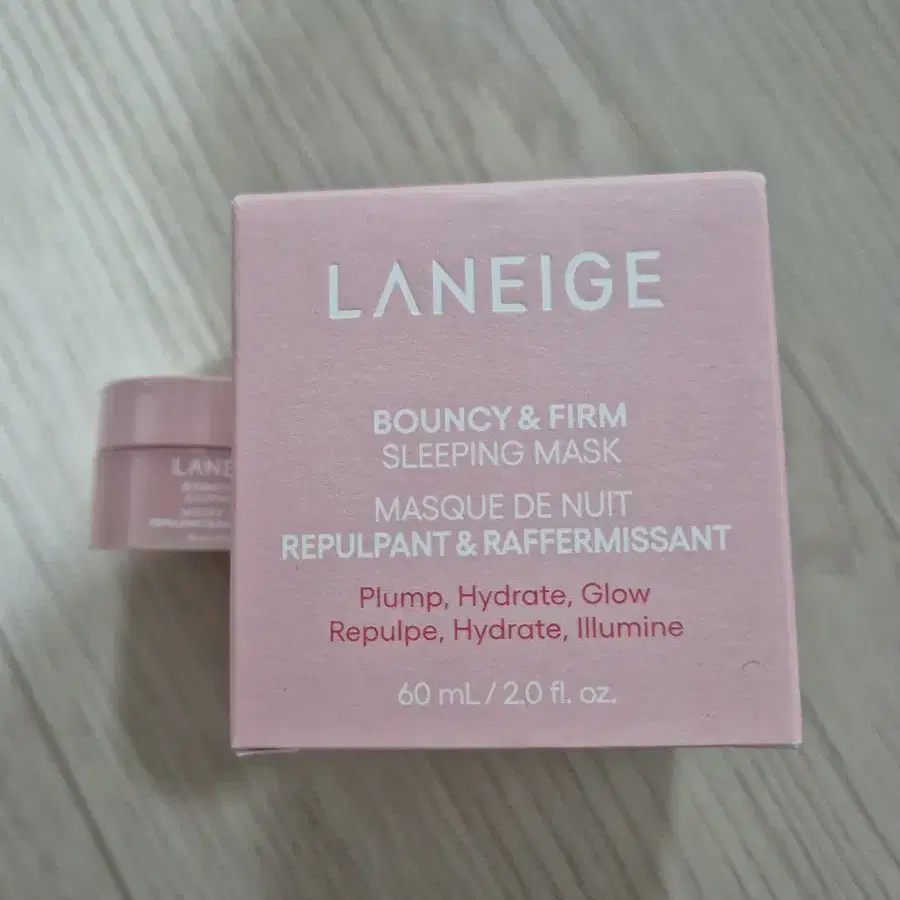 LANEIGE
BOUNCY & FIRM
SLEEPING MASK
MASQUE DE NUIT
REPULPANT & RAFFERMISSANT
Plump, Hydrate, Glow
Repulpe, Hydrate, Illumine
60 mL / 2.0 fl. oz.
LANE